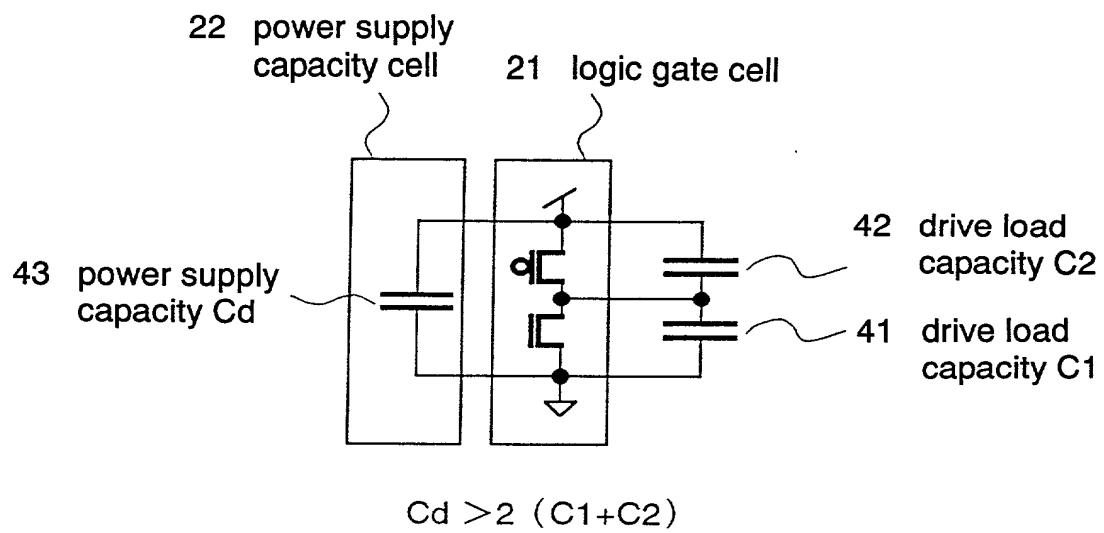 22 power supply
capacity cell
21 logic gate cell
42 drive load
capacity C2
43 power supply
capacity Cd
41 drive load
capacity C1
Cd >2 (C1+C2)